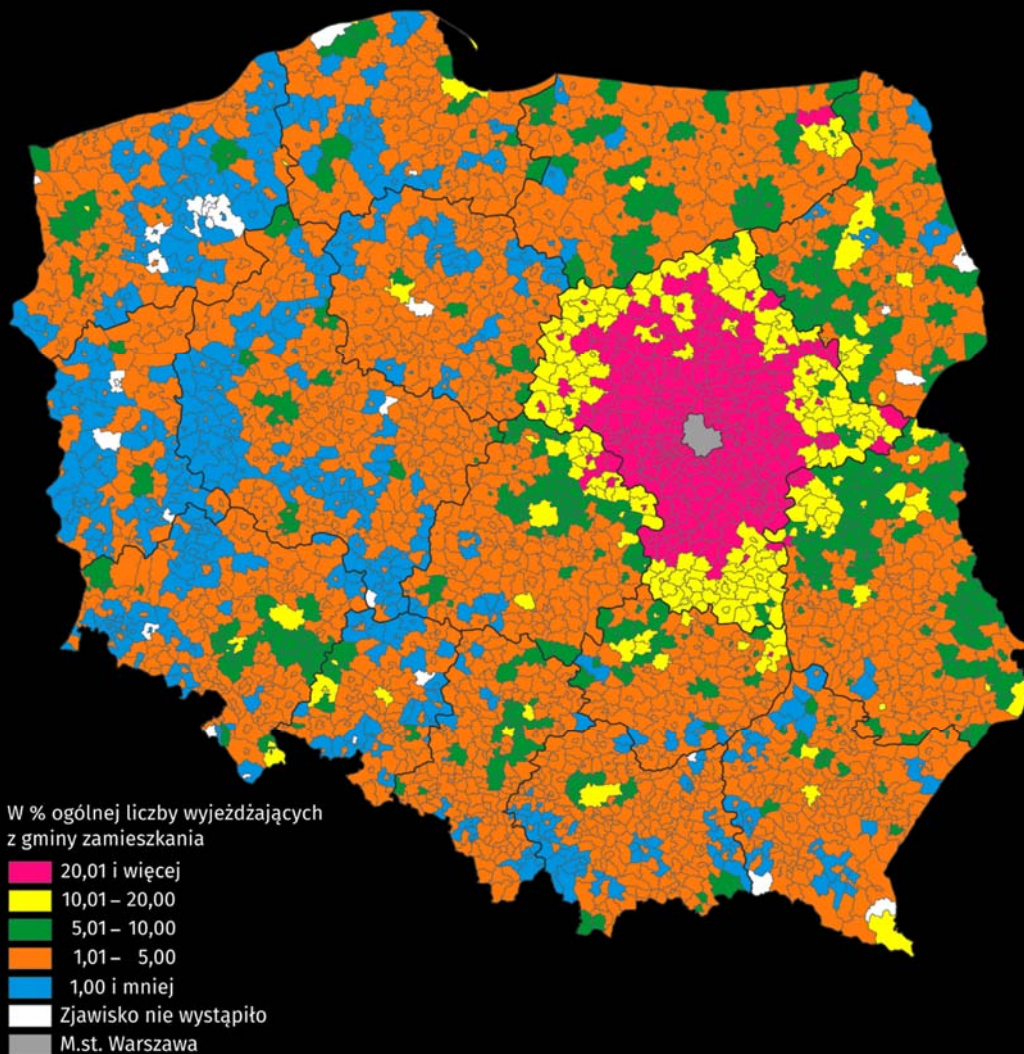 W % ogólnej liczby wyjeżdżających
z gminy zamieszkania
20,01 i więcej
10,01 – 20,00
5,01 – 10,00
1,01 – 5,00
1,00 i mniej
Zjawisko nie wystąpiło
M.st. Warszawa